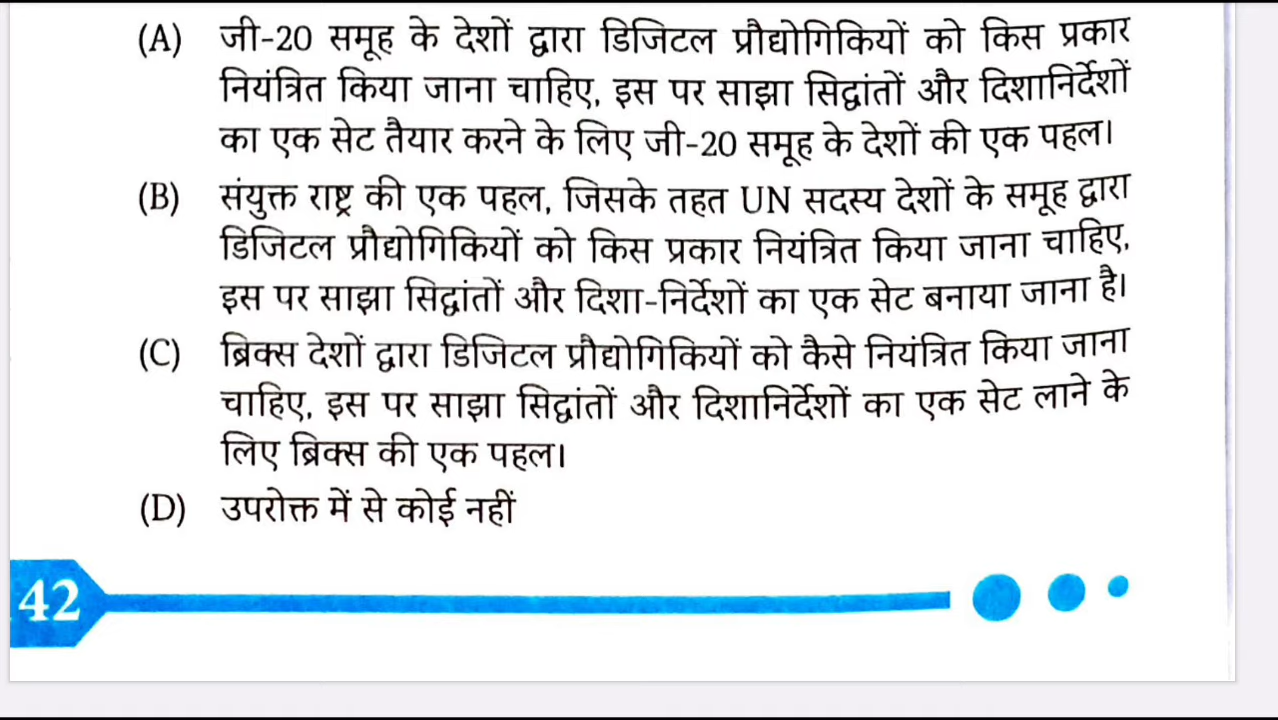 (A) जी-20 समूह के देशों द्वारा डिजिटल प्रौद्योगिकियों को किस प्रकार
नियंत्रित किया जाना चाहिए, इस पर साझा सिद्धांतों और दिशानिर्देशों
का एक सेट तैयार करने के लिए जी-20 समूह के देशों की एक पहल।
(B) संयुक्त राष्ट्र की एक पहल, जिसके तहत UN सदस्य देशों के समूह द्वारा
डिजिटल प्रौद्योगिकियों को किस प्रकार नियंत्रित किया जाना चाहिए,
इस पर साझा सिद्धांतों और दिशा-निर्देशों का एक सेट बनाया जाना है।
(C) ब्रिक्स देशों द्वारा डिजिटल प्रौद्योगिकियों को कैसे नियंत्रित किया जाना
चाहिए, इस पर साझा सिद्धांतों और दिशानिर्देशों का एक सेट लाने के
लिए ब्रिक्स की एक पहल।
(D) उपरोक्त में से कोई नहीं
42